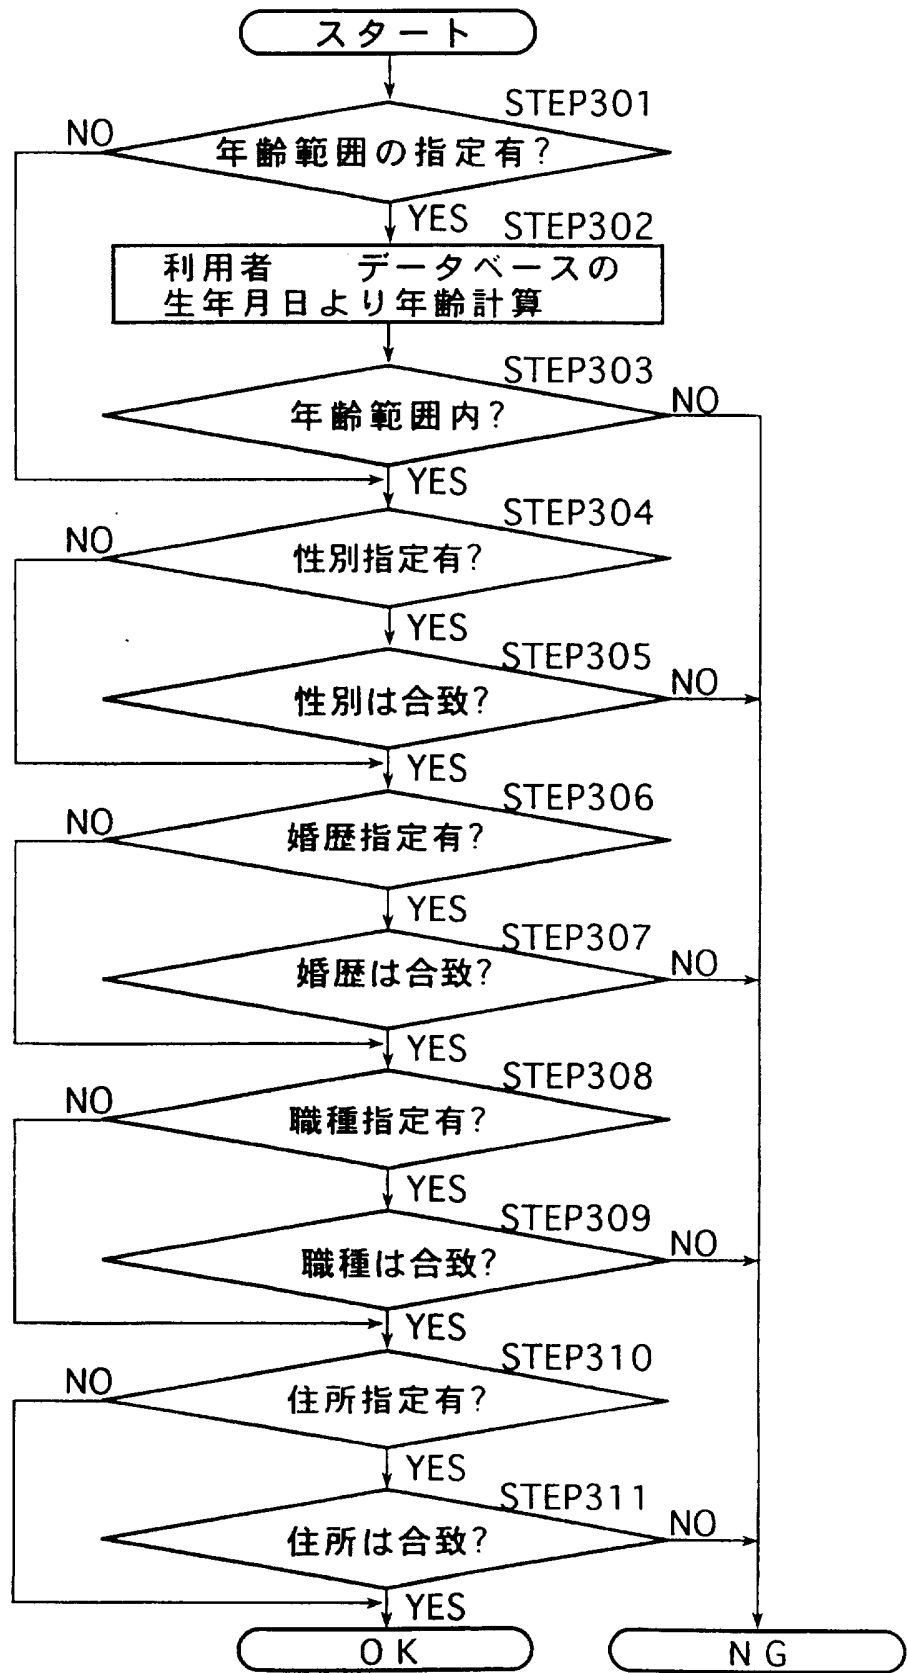 スタート
STEP301
NO
年齢範囲の指定有?
YES
STEP302
利用者 データベースの
生年月日より年齢計算
STEP303
NO
年齢範囲内?
YES
STEP304
NO
性別指定有?
YES
STEP305
NO
性別は合致?
YES
STEP306
NO
婚歴指定有?
YES
STEP307
NO
婚歴は合致?
YES
STEP308
NO
職種指定有?
YES
STEP309
NO
職種は合致?
YES
STEP310
NO
住所指定有?
YES
STEP311
NO
住所は合致?
YES
OK
NG